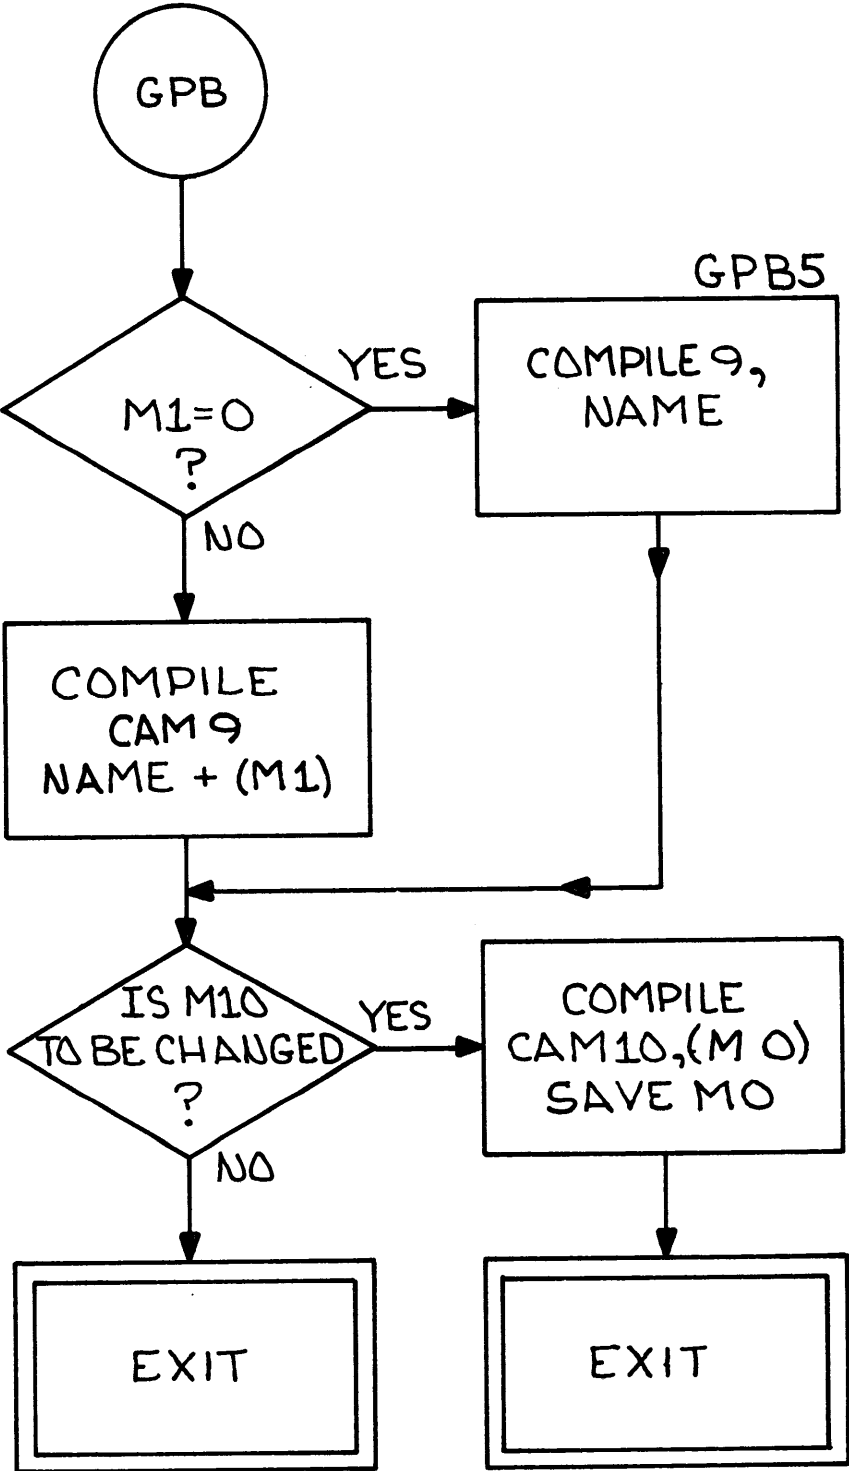 GPB
GPB5
M1=0
?
YES
COMPILE 9,
NAME
NO
COMPILE
CAM 9
NAME + (M1)
IS M10
TO BE CHANGED
?
YES
COMPILE
CAM10,(M 0)
SAVE M0
NO
EXIT
EXIT